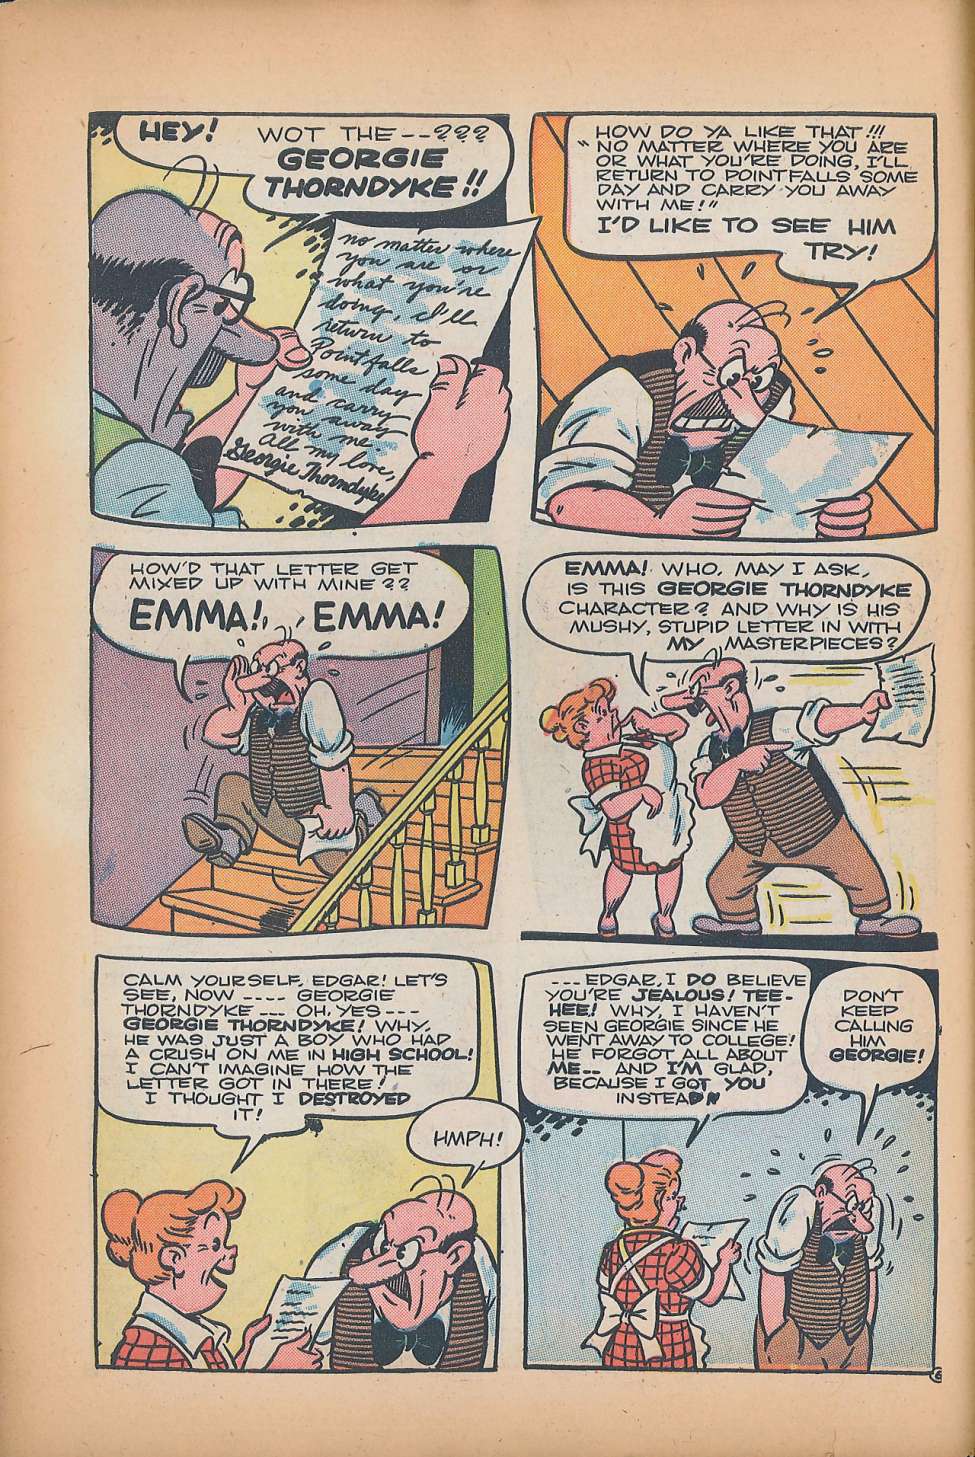 HEY! WOT THE----???
GEORGIE
THORNDYKE!!
no matter where
you are or
what you're
doing, I'll
return to
Pointfalls
some day
and carry
you away
with me
All my love
Georgie Thorndyke
HOW DO YA LIKE THAT!!!
"NO MATTER WHERE YOU ARE
OR WHAT YOU'RE DOING, I'LL
RETURN TO POINTFALLS SOME
DAY AND CARRY YOU AWAY
WITH ME!"
I'D LIKE TO SEE HIM
TRY!
HOW'D THAT LETTER GET
MIXED UP WITH MINE??
EMMA! EMMA!
EMMA! WHO, MAY I ASK,
IS THIS GEORGIE THORNDYKE
CHARACTER? AND WHY IS HIS
MUSHY, STUPID LETTER IN WITH
MY MASTERPIECES?
CALM YOURSELF, EDGAR! LET'S
SEE, NOW ---- GEORGIE
THORNDYKE --- OH, YES ---
GEORGIE THORNDYKE! WHY,
HE WAS JUST A BOY WHO HAD
A CRUSH ON ME IN HIGH SCHOOL!
I CAN'T IMAGINE HOW THE
LETTER GOT IN THERE!
I THOUGHT I DESTROYED
IT!
HMPH!
--- EDGAR, I DO BELIEVE
YOU'RE JEALOUS! TEE-
HEE! WHY, I HAVEN'T
SEEN GEORGIE SINCE HE
WENT AWAY TO COLLEGE!
HE FORGOT ALL ABOUT
ME-- AND I'M GLAD,
BECAUSE I GOT YOU
INSTEAD
DON'T
KEEP
CALLING
HIM
GEORGIE!
6